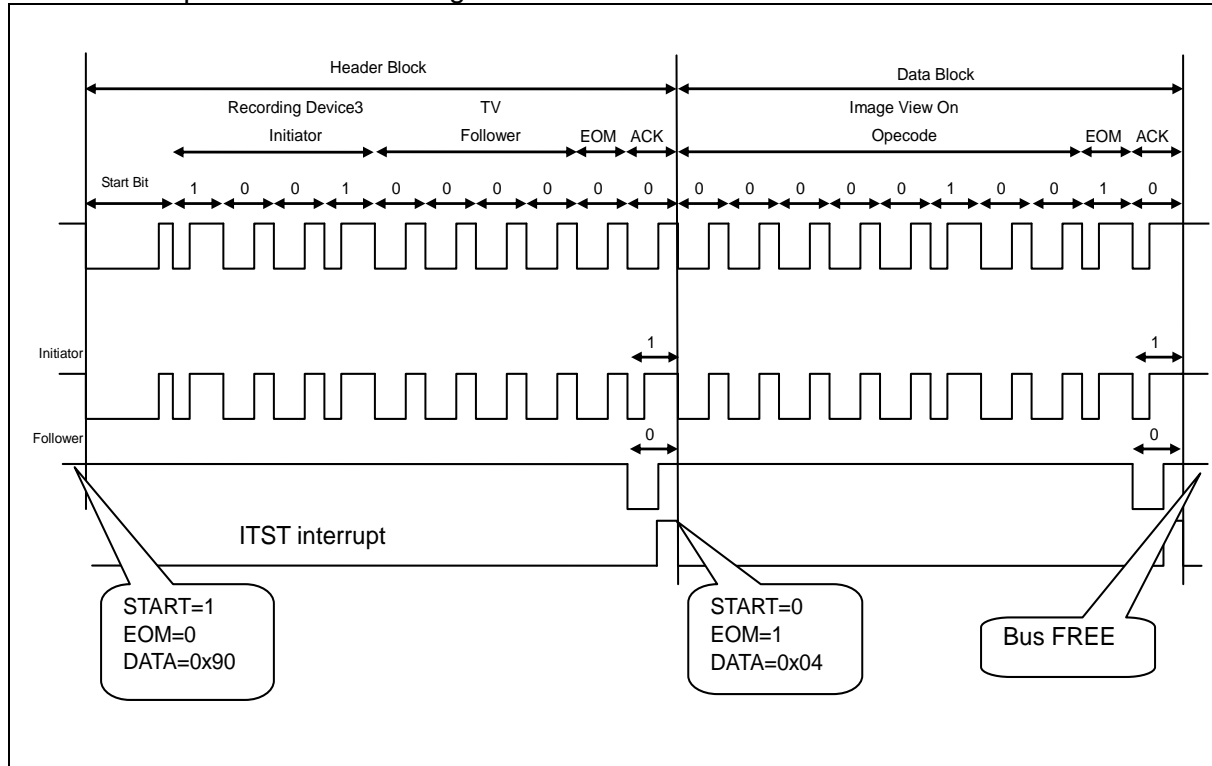 Header Block
Data Block
Recording Device3
TV
Image View On
Initiator
Follower
EOM
ACK
Opecode
EOM
ACK
Start Bit
1 0 0 1 0 0 0 0 0 0 0 0 0 0 0 1 0 0 1 0
1
1
Initiator
Follower
0
0
ITST interrupt
START=1
EOM=0
DATA=0x90
START=0
EOM=1
DATA=0x04
Bus FREE